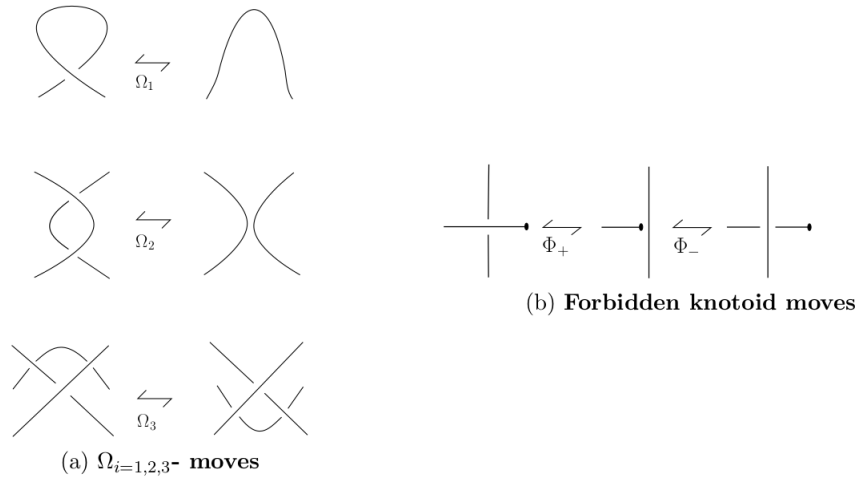 Ω₁
Ω₂
Ω₃
(a) Ωᵢ₌₁,₂,₃- moves
Φ₊ Φ₋
(b) Forbidden knotoid moves